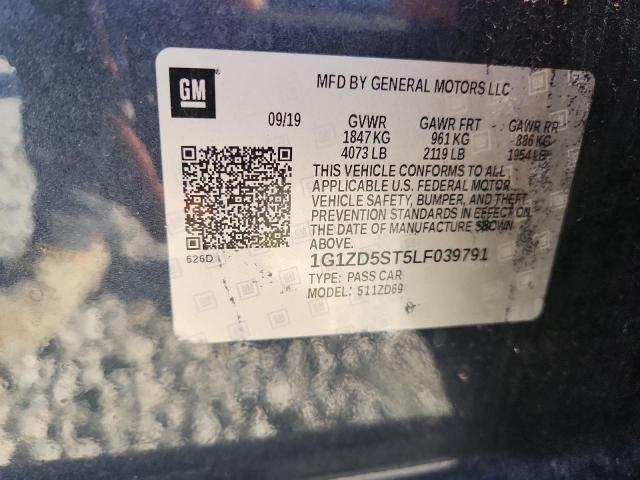 GM
MFD BY GENERAL MOTORS LLC
09/19 GVWR GAWR FRT GAWR RR
1847 KG 961 KG 886 KG
4073 LB 2119 LB 1954 LB
THIS VEHICLE CONFORMS TO ALL
APPLICABLE U.S. FEDERAL MOTOR
VEHICLE SAFETY, BUMPER, AND THEFT
PREVENTION STANDARDS IN EFFECT ON
THE DATE OF MANUFACTURE SHOWN
ABOVE.
626D 1G1ZD5ST5LF039791
TYPE: PASS CAR
MODEL: 511ZD69